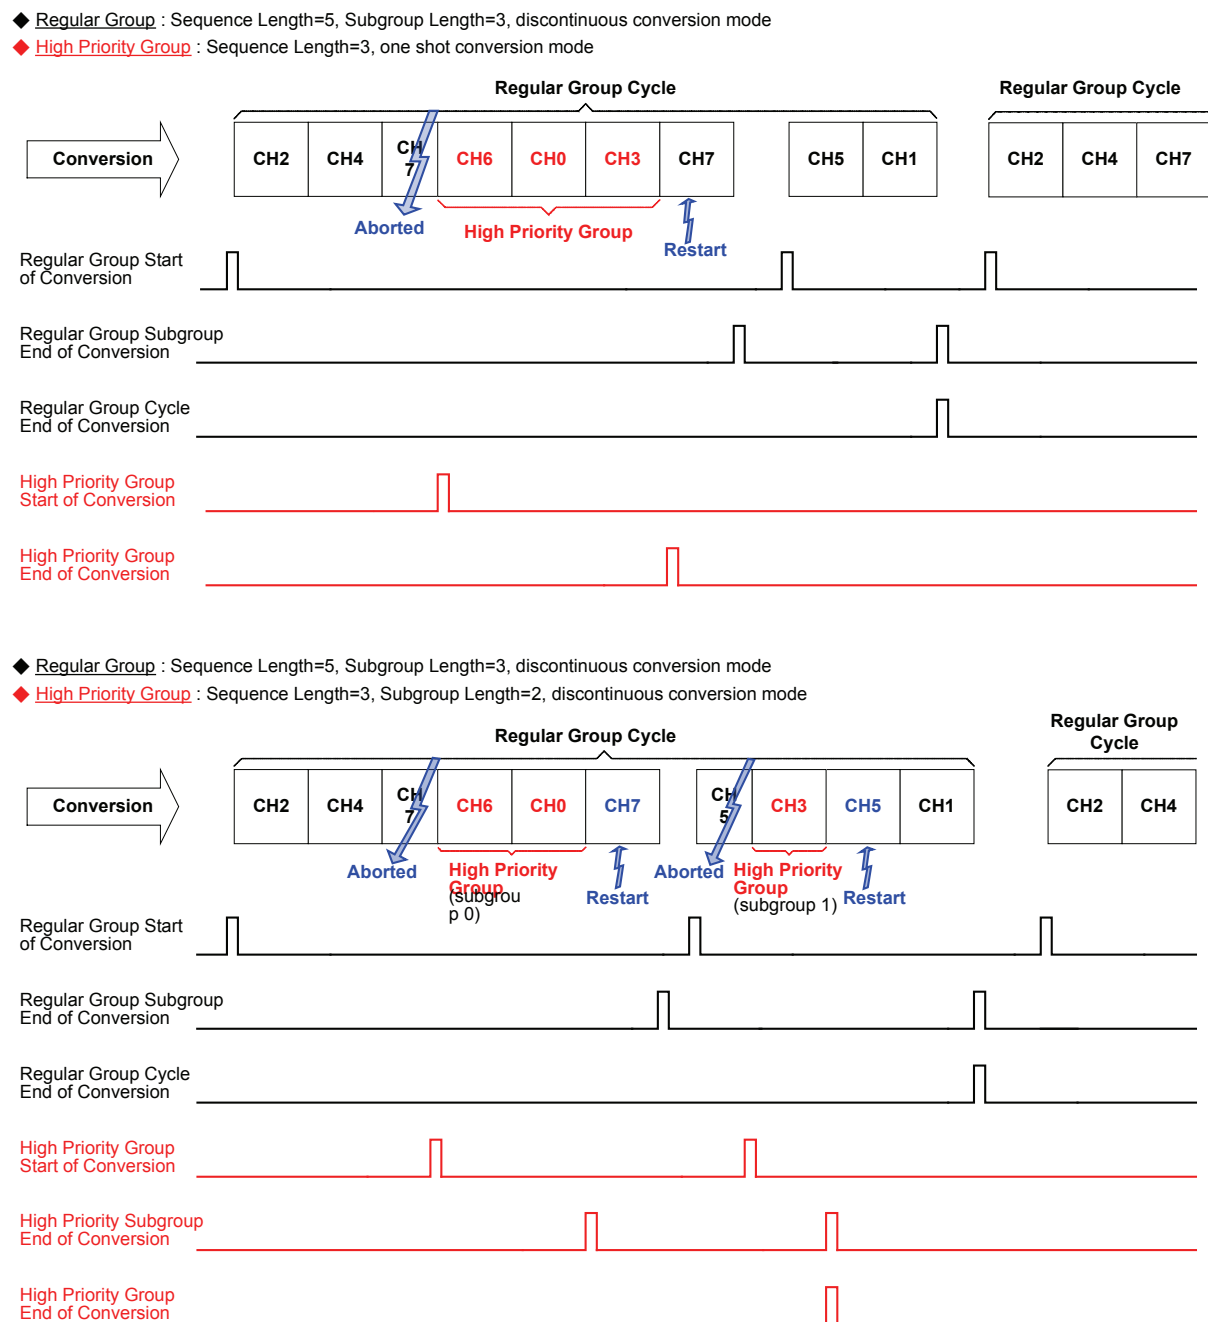 ◆ Regular Group : Sequence Length=5, Subgroup Length=3, discontinuous conversion mode
◆ High Priority Group : Sequence Length=3, one shot conversion mode
Regular Group Cycle
Regular Group Cycle
Conversion
CH2
CH4
CH
7
CH6
CH0
CH3
CH7
CH5
CH1
CH2
CH4
CH7
Aborted
High Priority Group
Restart
Regular Group Start
of Conversion
Regular Group Subgroup
End of Conversion
Regular Group Cycle
End of Conversion
High Priority Group
Start of Conversion
High Priority Group
End of Conversion
◆ Regular Group : Sequence Length=5, Subgroup Length=3, discontinuous conversion mode
◆ High Priority Group : Sequence Length=3, Subgroup Length=2, discontinuous conversion mode
Regular Group Cycle
Regular Group
Cycle
Conversion
CH2
CH4
CH
7
CH6
CH0
CH7
CH
5
CH3
CH5
CH1
CH2
CH4
Aborted
High Priority
Group
(subgrou
p 0)
Restart
Aborted
High Priority
Group
(subgroup 1)
Restart
Regular Group Start
of Conversion
Regular Group Subgroup
End of Conversion
Regular Group Cycle
End of Conversion
High Priority Group
Start of Conversion
High Priority Subgroup
End of Conversion
High Priority Group
End of Conversion